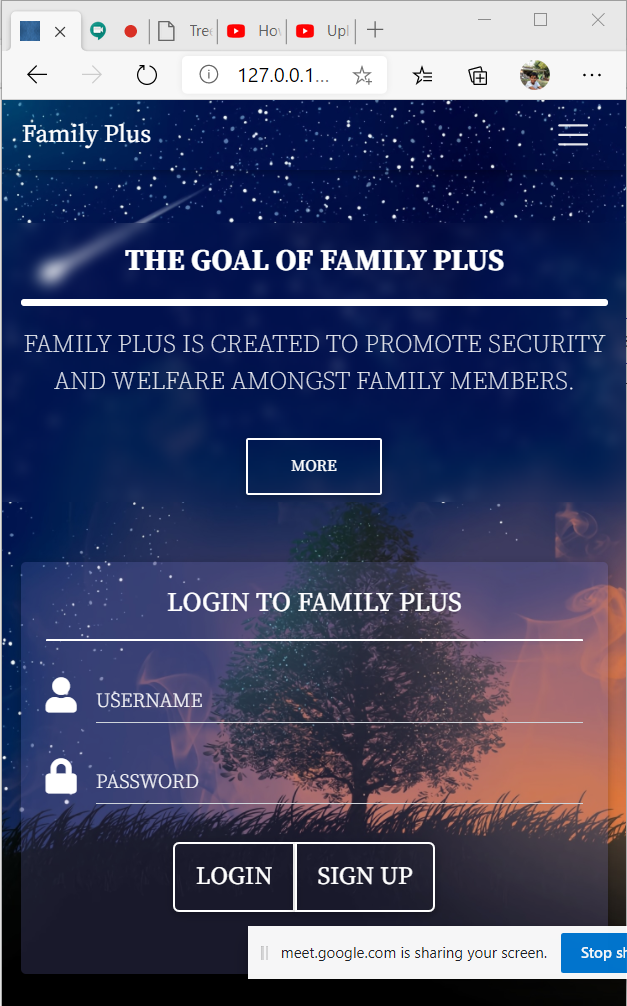 Tree
How
Upl
127.0.0.1...
Family Plus
THE GOAL OF FAMILY PLUS
FAMILY PLUS IS CREATED TO PROMOTE SECURITY
AND WELFARE AMONGST FAMILY MEMBERS.
MORE
LOGIN TO FAMILY PLUS
USERNAME
PASSWORD
LOGIN SIGN UP
meet.google.com is sharing your screen. Stop sh